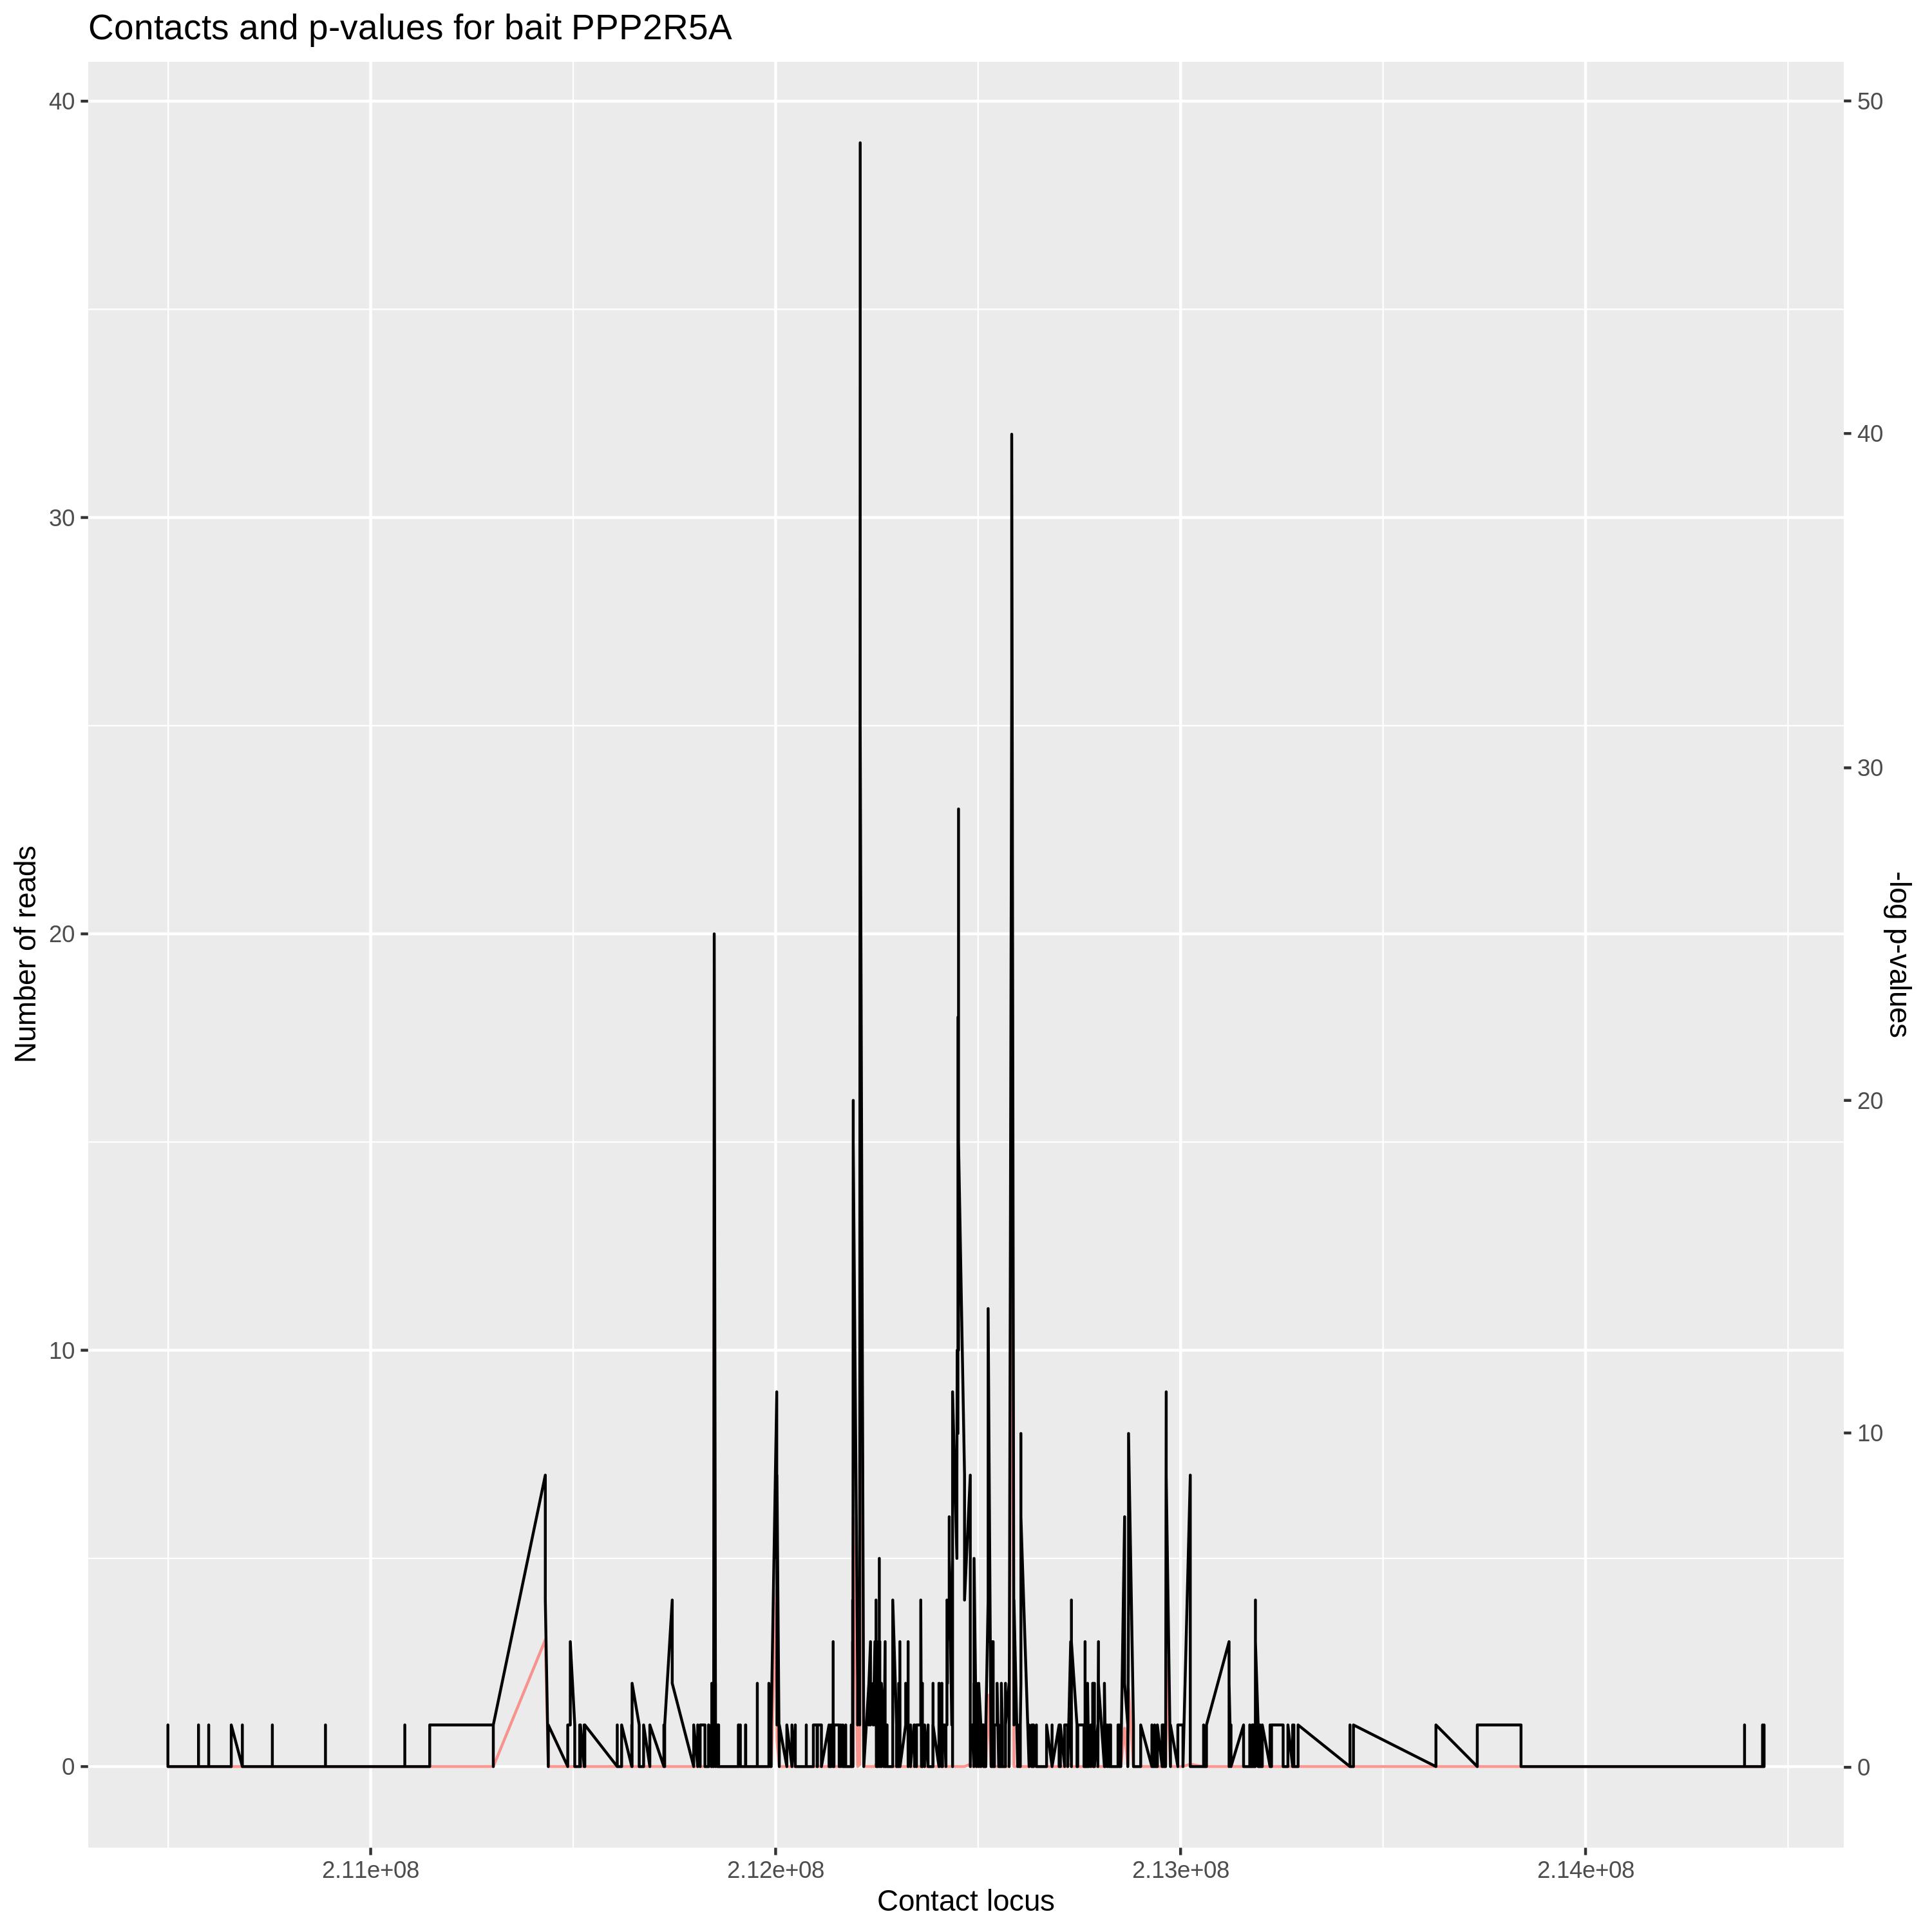 Contacts and p-values for bait PPP2R5A
40
30
20
10
0
Number of reads
50
40
30
20
10
0
-log p-values
2.11e+08
2.12e+08
2.13e+08
2.14e+08
Contact locus